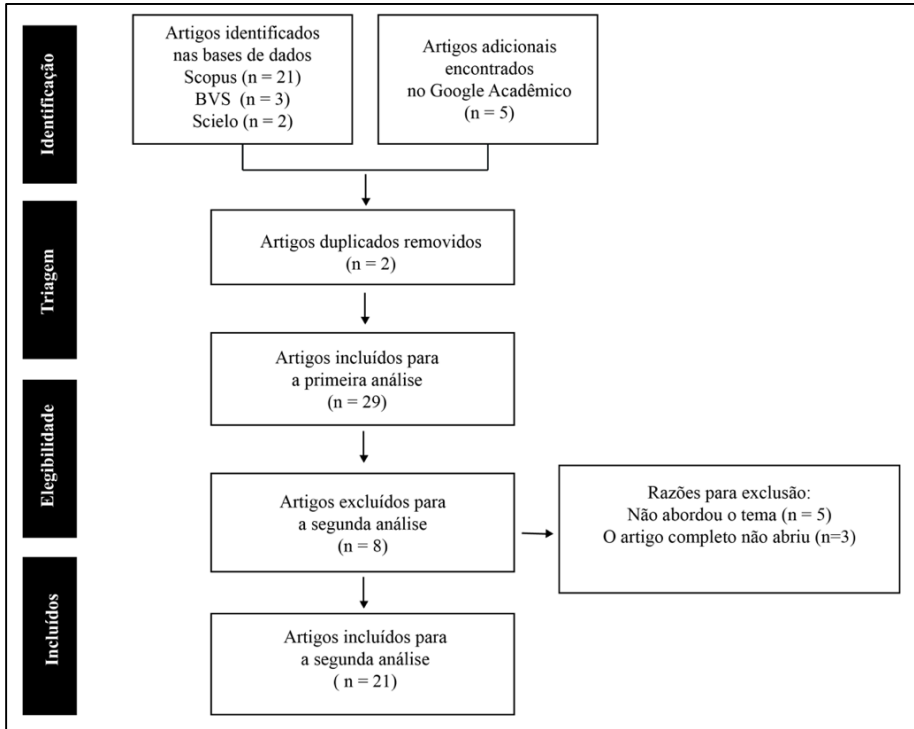 Identificação
Artigos identificados
nas bases de dados
Scopus (n = 21)
BVS (n = 3)
Scielo (n = 2)
Artigos adicionais
encontrados
no Google Acadêmico
(n = 5)
Triagem
Artigos duplicados removidos
(n = 2)
Artigos incluídos para
a primeira análise
(n = 29)
Elegibilidade
Artigos excluídos para
a segunda análise
(n = 8)
Razões para exclusão:
Não abordou o tema (n = 5)
O artigo completo não abriu (n=3)
Incluídos
Artigos incluídos para
a segunda análise
( n = 21)